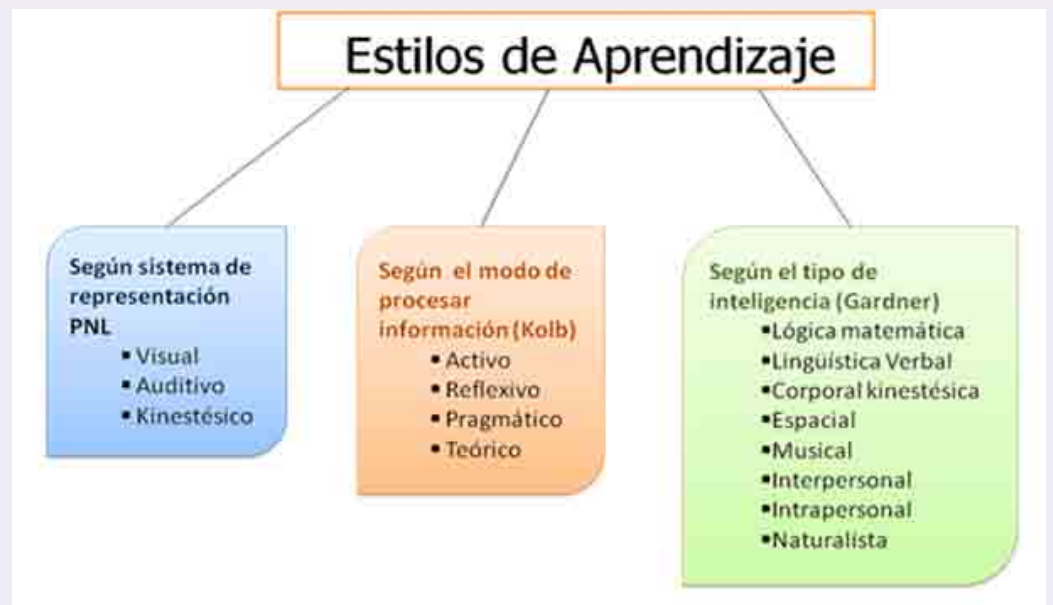 Estilos de Aprendizaje
Según sistema de
representación
PNL
▪ Visual
▪ Auditivo
▪ Kinestésico
Según el modo de
procesar
información (Kolb)
▪ Activo
▪ Reflexivo
▪ Pragmático
▪ Teórico
Según el tipo de
inteligencia (Gardner)
▪Lógica matemática
▪Lingüística Verbal
▪Corporal kinestésica
▪Espacial
▪Musical
▪Interpersonal
▪Intrapersonal
▪Naturalista